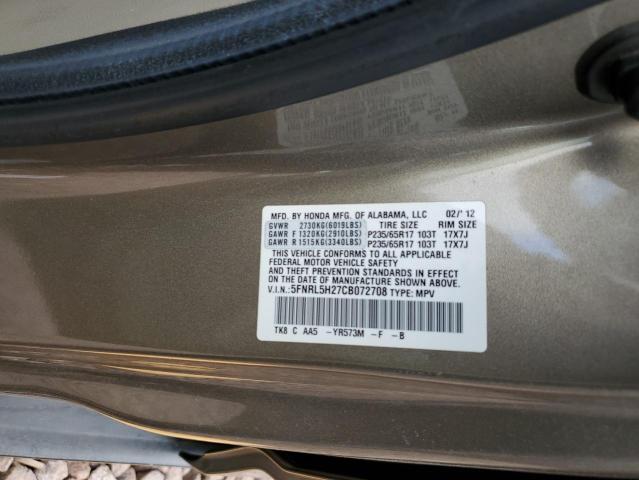 MFD. BY HONDA MFG. OF ALABAMA, LLC 02/'12
GVWR 2730KG(6019LBS) TIRE SIZE RIM SIZE
GAWR F 1320KG(2910LBS) P235/65R17 103T 17X7J
GAWR R 1515KG(3340LBS) P235/65R17 103T 17X7J
THIS VEHICLE CONFORMS TO ALL APPLICABLE
FEDERAL MOTOR VEHICLE SAFETY
AND THEFT PREVENTION STANDARDS IN EFFECT
ON THE DATE OF MANUFACTURE SHOWN ABOVE.
V.I.N.: 5FNRL5H27CB072708 TYPE: MPV
TK8 C AA5 -YR573M -F -B